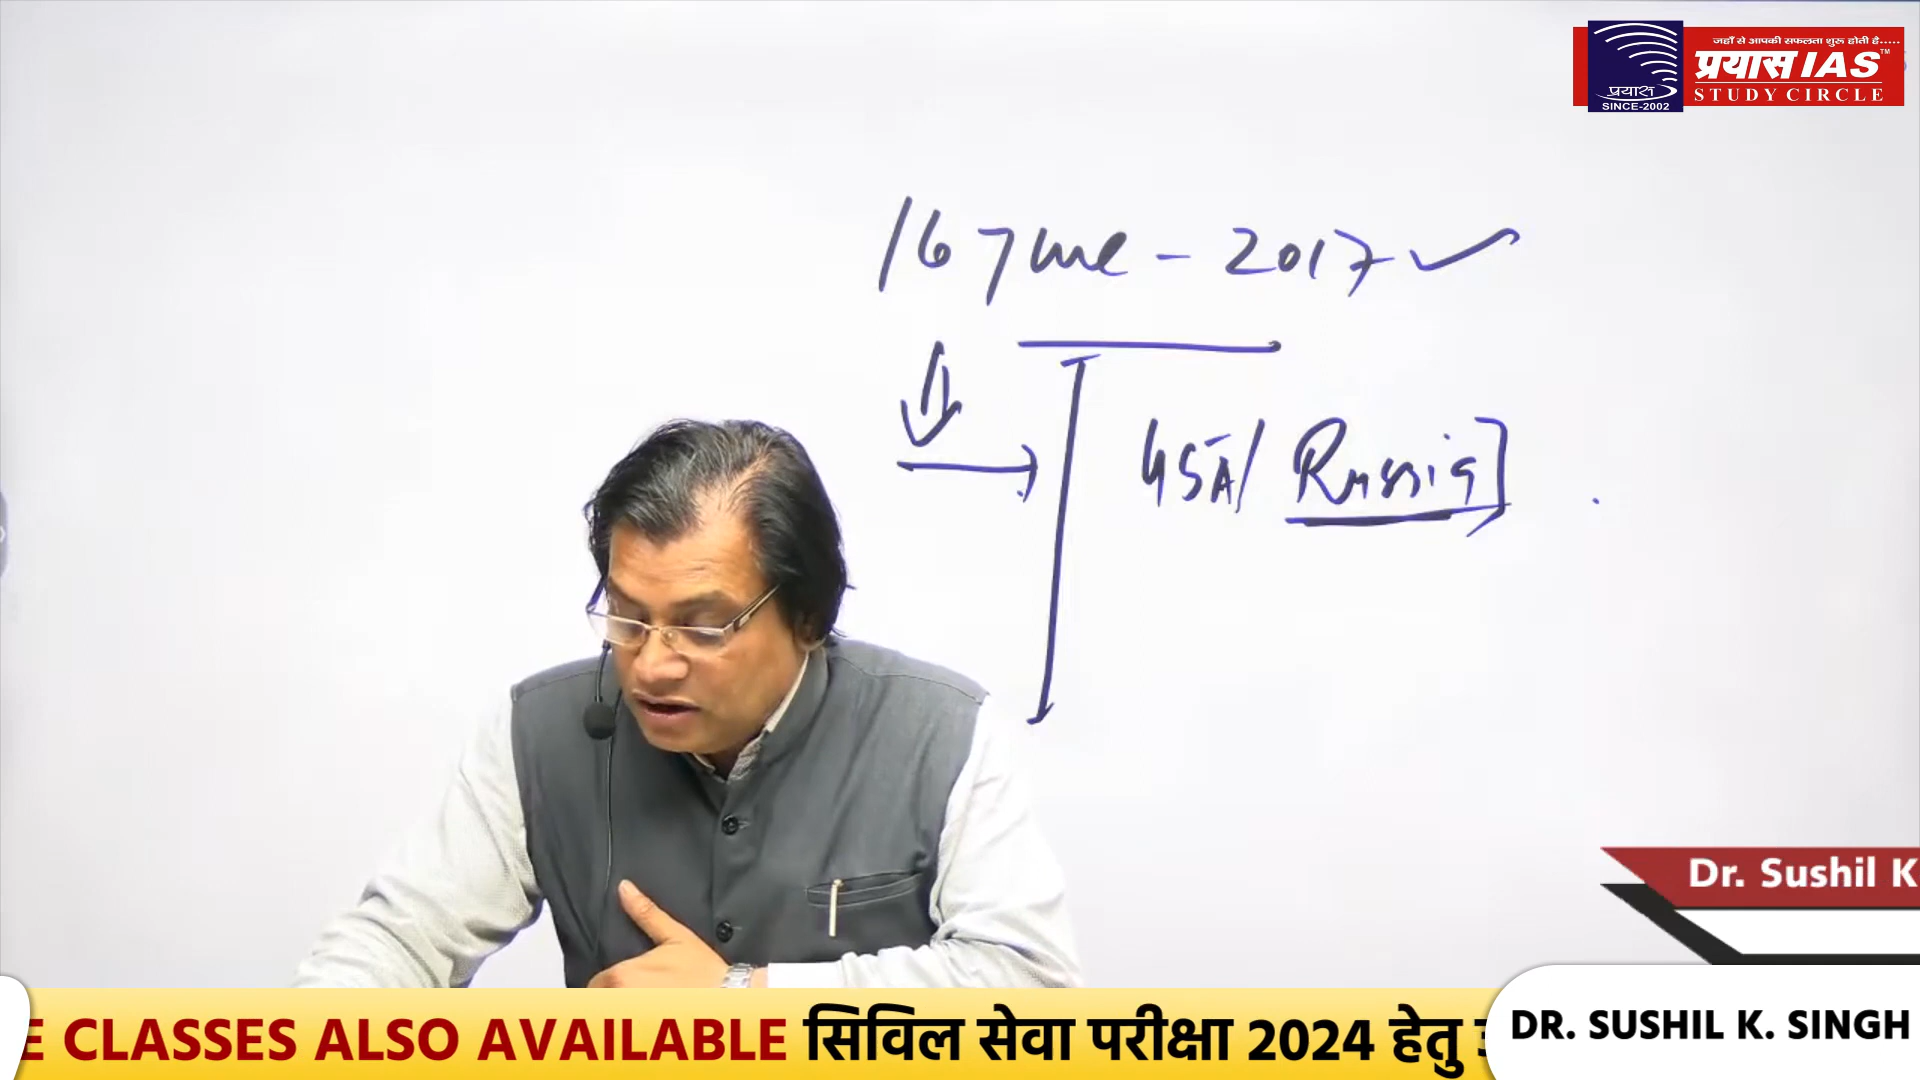 जहाँ से आपकी सफलता शुरू होती है.....
प्रयास IAS™
STUDY CIRCLE
प्रयास
SINCE-2002
16 June - 2017
USA/ Russia
Dr. Sushil K
E CLASSES ALSO AVAILABLE सिविल सेवा परीक्षा 2024 हेतु
DR. SUSHIL K. SINGH